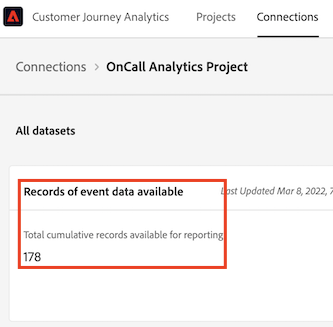 Customer Journey Analytics Projects Connections
Connections > OnCall Analytics Project
All datasets
Records of event data available Last Updated Mar 8, 2022, 7
Total cumulative records available for reporting
178